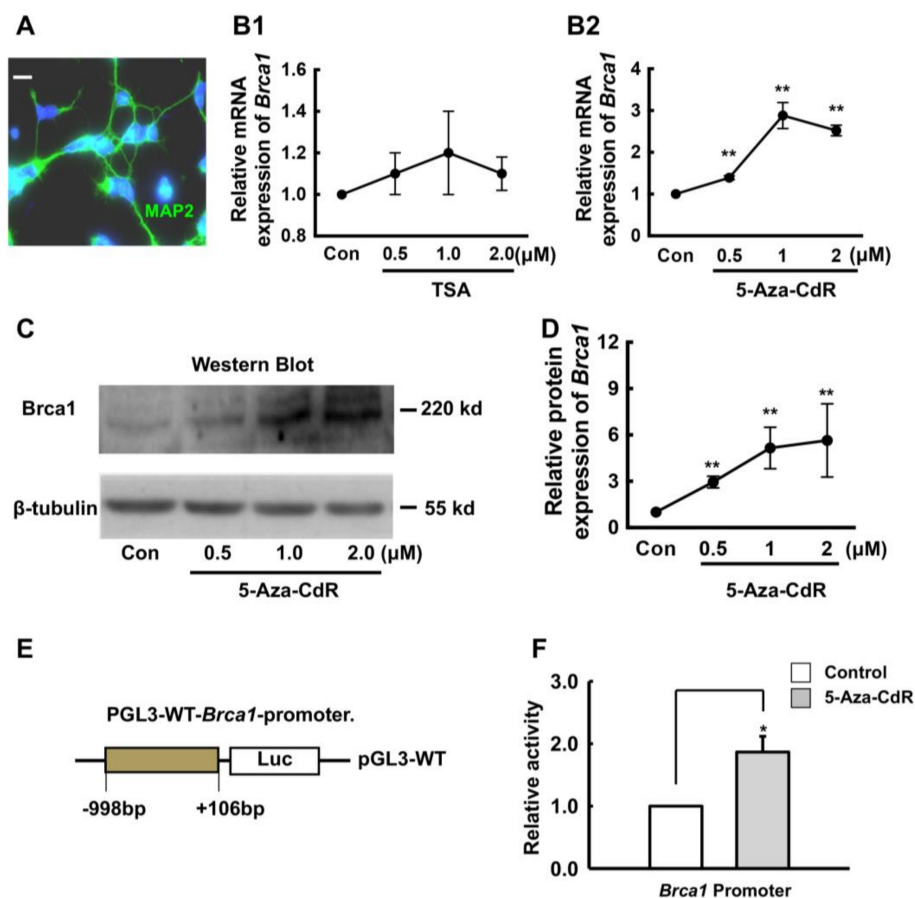 A
MAP2
B1
Relative mRNA
expression of Brca1
1.6
1.4
1.2
1.0
0.8
Con 0.5 1.0 2.0(μM)
TSA
B2
Relative mRNA
expression of Brca1
4
3
2
1
0
**
**
**
Con 0.5 1 2 (μM)
5-Aza-CdR
C
Western Blot
Brca1
220 kd
β-tubulin
55 kd
Con 0.5 1.0 2.0 (μM)
5-Aza-CdR
D
Relative protein
expression of Brca1
12
9
6
3
0
**
**
**
Con 0.5 1 2 (μM)
5-Aza-CdR
E
PGL3-WT-Brca1-promoter.
Luc pGL3-WT
-998bp +106bp
F
Control
5-Aza-CdR
Relative activity
3.0
2.0
1.0
0.0
*
Brca1 Promoter